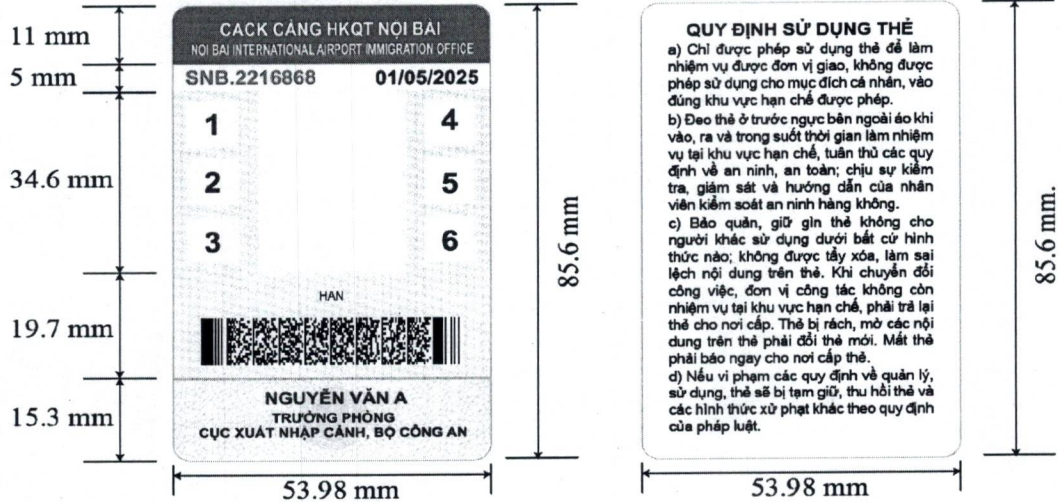 11 mm
5 mm
34.6 mm
19.7 mm
15.3 mm
CACK CẢNG HKQT NỘI BÀI
NOI BAI INTERNATIONAL AIRPORT IMMIGRATION OFFICE
SNB.2216868 01/05/2025
1 4
2 5
3 6
HAN
NGUYỄN VĂN A
TRƯỞNG PHÒNG
CỤC XUẤT NHẬP CẢNH, BỘ CÔNG AN
53.98 mm
85.6 mm
QUY ĐỊNH SỬ DỤNG THẺ
a) Chỉ được phép sử dụng thẻ để làm
nhiệm vụ được đơn vị giao, không được
phép sử dụng cho mục đích cá nhân, vào
đúng khu vực hạn chế được phép.
b) Đeo thẻ ở trước ngực bên ngoài áo khi
vào, ra và trong suốt thời gian làm nhiệm
vụ tại khu vực hạn chế, tuân thủ các quy
định về an ninh, an toàn; chịu sự kiểm
tra, giám sát và hướng dẫn của nhân
viên kiểm soát an ninh hàng không.
c) Bảo quản, giữ gìn thẻ không cho
người khác sử dụng dưới bất cứ hình
thức nào; không được tẩy xóa, làm sai
lệch nội dung trên thẻ. Khi chuyển đổi
công việc, đơn vị công tác không còn
nhiệm vụ tại khu vực hạn chế, phải trả lại
thẻ cho nơi cấp. Thẻ bị rách, mờ các nội
dung trên thẻ phải đổi thẻ mới. Mất thẻ
phải báo ngay cho nơi cấp thẻ.
d) Nếu vi phạm các quy định về quản lý,
sử dụng, thẻ sẽ bị tạm giữ, thu hồi thẻ và
các hình thức xử phạt khác theo quy định
của pháp luật.
53.98 mm
85.6 mm.